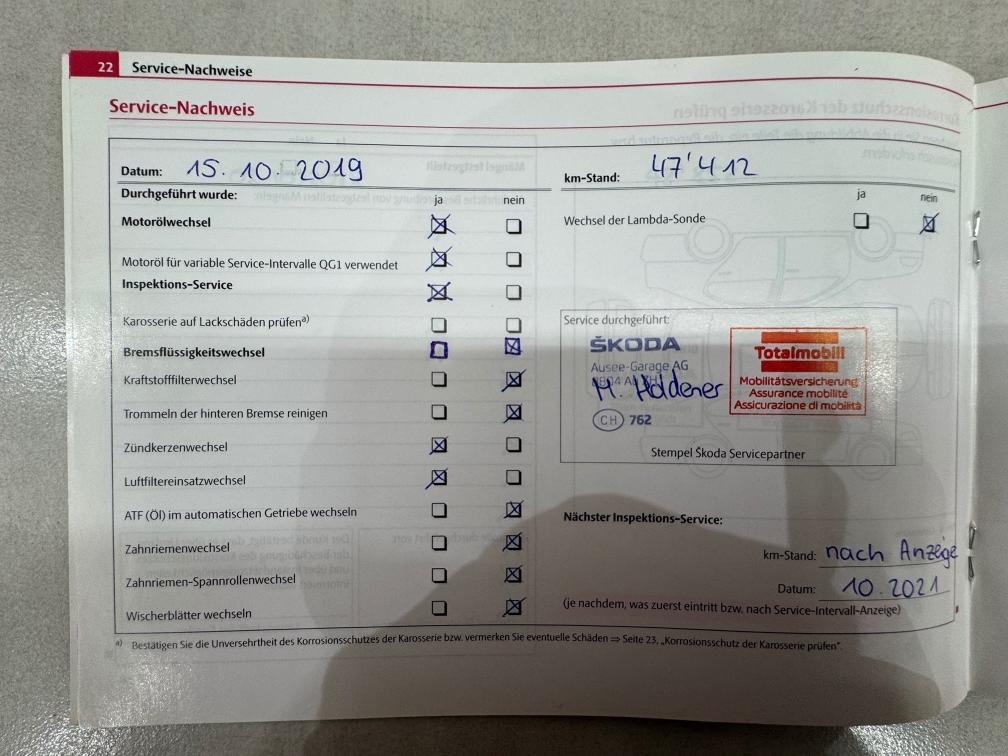 22 Service-Nachweise
Service-Nachweis
Datum: 15. 10. 2019
km-Stand: 47'412
Durchgeführt wurde: ja nein
ja nein
Motorölwechsel
Wechsel der Lambda-Sonde
Motoröl für variable Service-Intervalle QG1 verwendet
Inspektions-Service
Karosserie auf Lackschäden prüfen a)
Bremsflüssigkeitswechsel
Kraftstofffilterwechsel
Trommeln der hinteren Bremse reinigen
Zündkerzenwechsel
Luftfiltereinsatzwechsel
ATF (Öl) im automatischen Getriebe wechseln
Zahnriemenwechsel
Zahnriemen-Spannrollenwechsel
Wischerblätter wechseln
Service durchgeführt:
ŠKODA
Ausee-Garage AG
M. Holdener
CH 762
Totalmobil!
Mobilitätsversicherung
Assurance mobilité
Assicurazione di mobilità
Stempel Škoda Servicepartner
Nächster Inspektions-Service:
km-Stand: nach Anzeige
Datum: 10.2021
(je nachdem, was zuerst eintritt bzw. nach Service-Intervall-Anzeige)
a) Bestätigen Sie die Unversehrtheit des Korrosionsschutzes der Karosserie bzw. vermerken Sie eventuelle Schäden ⇒ Seite 23, „Korrosionsschutz der Karosserie prüfen“.